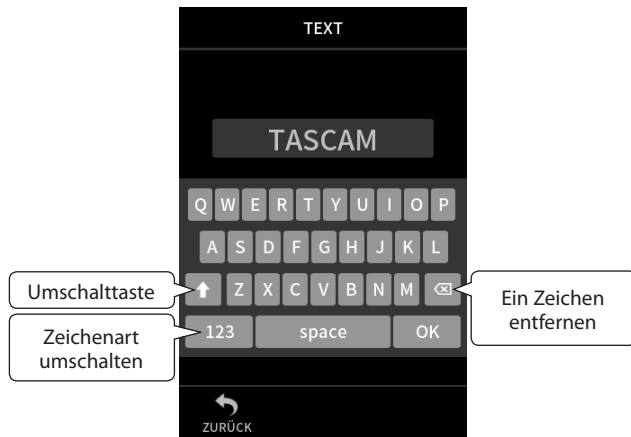 TEXT
TASCAM
Q W E R T Y U I O P
A S D F G H J K L
Umschalttaste
Z X C V B N M
Ein Zeichen
entfernen
Zeichenart
umschalten
123 space OK
ZURÜCK